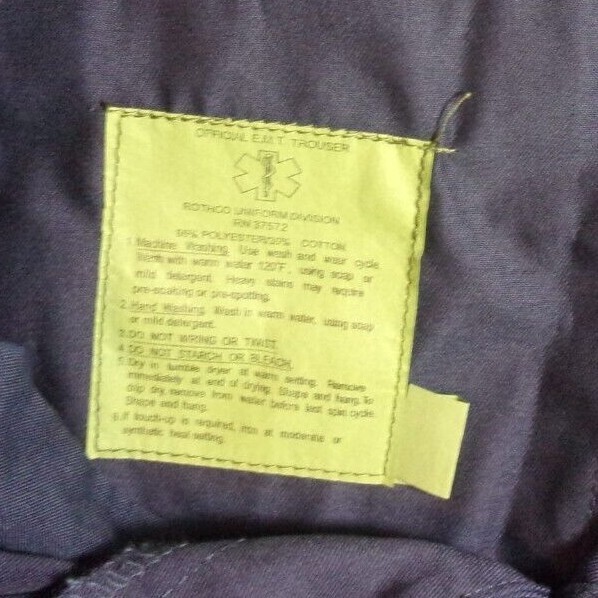 OFFICIAL E.M.T. TROUSER
ROTHCO UNIFORM DIVISION
RN 37572
POLYESTER COTTON
1. Machine Washing. Use wash and wear cycle
with warm water 120°F, using soap or
mild detergent. Heavy stains may require
pre-soaking or pre-spotting.
2. Hand Washing. Wash in warm water, using soap
or mild detergent.
3. DO NOT WRING OR TWIST
4. DO NOT STARCH OR BLEACH
5. Dry in tumble dryer at warm setting. Remove
immediately at end of drying. Shape and hang. To
drip dry, remove from water before last spin cycle.
Shape and hang.
6. If touch-up is required, iron at moderate or
synthetic heat setting.